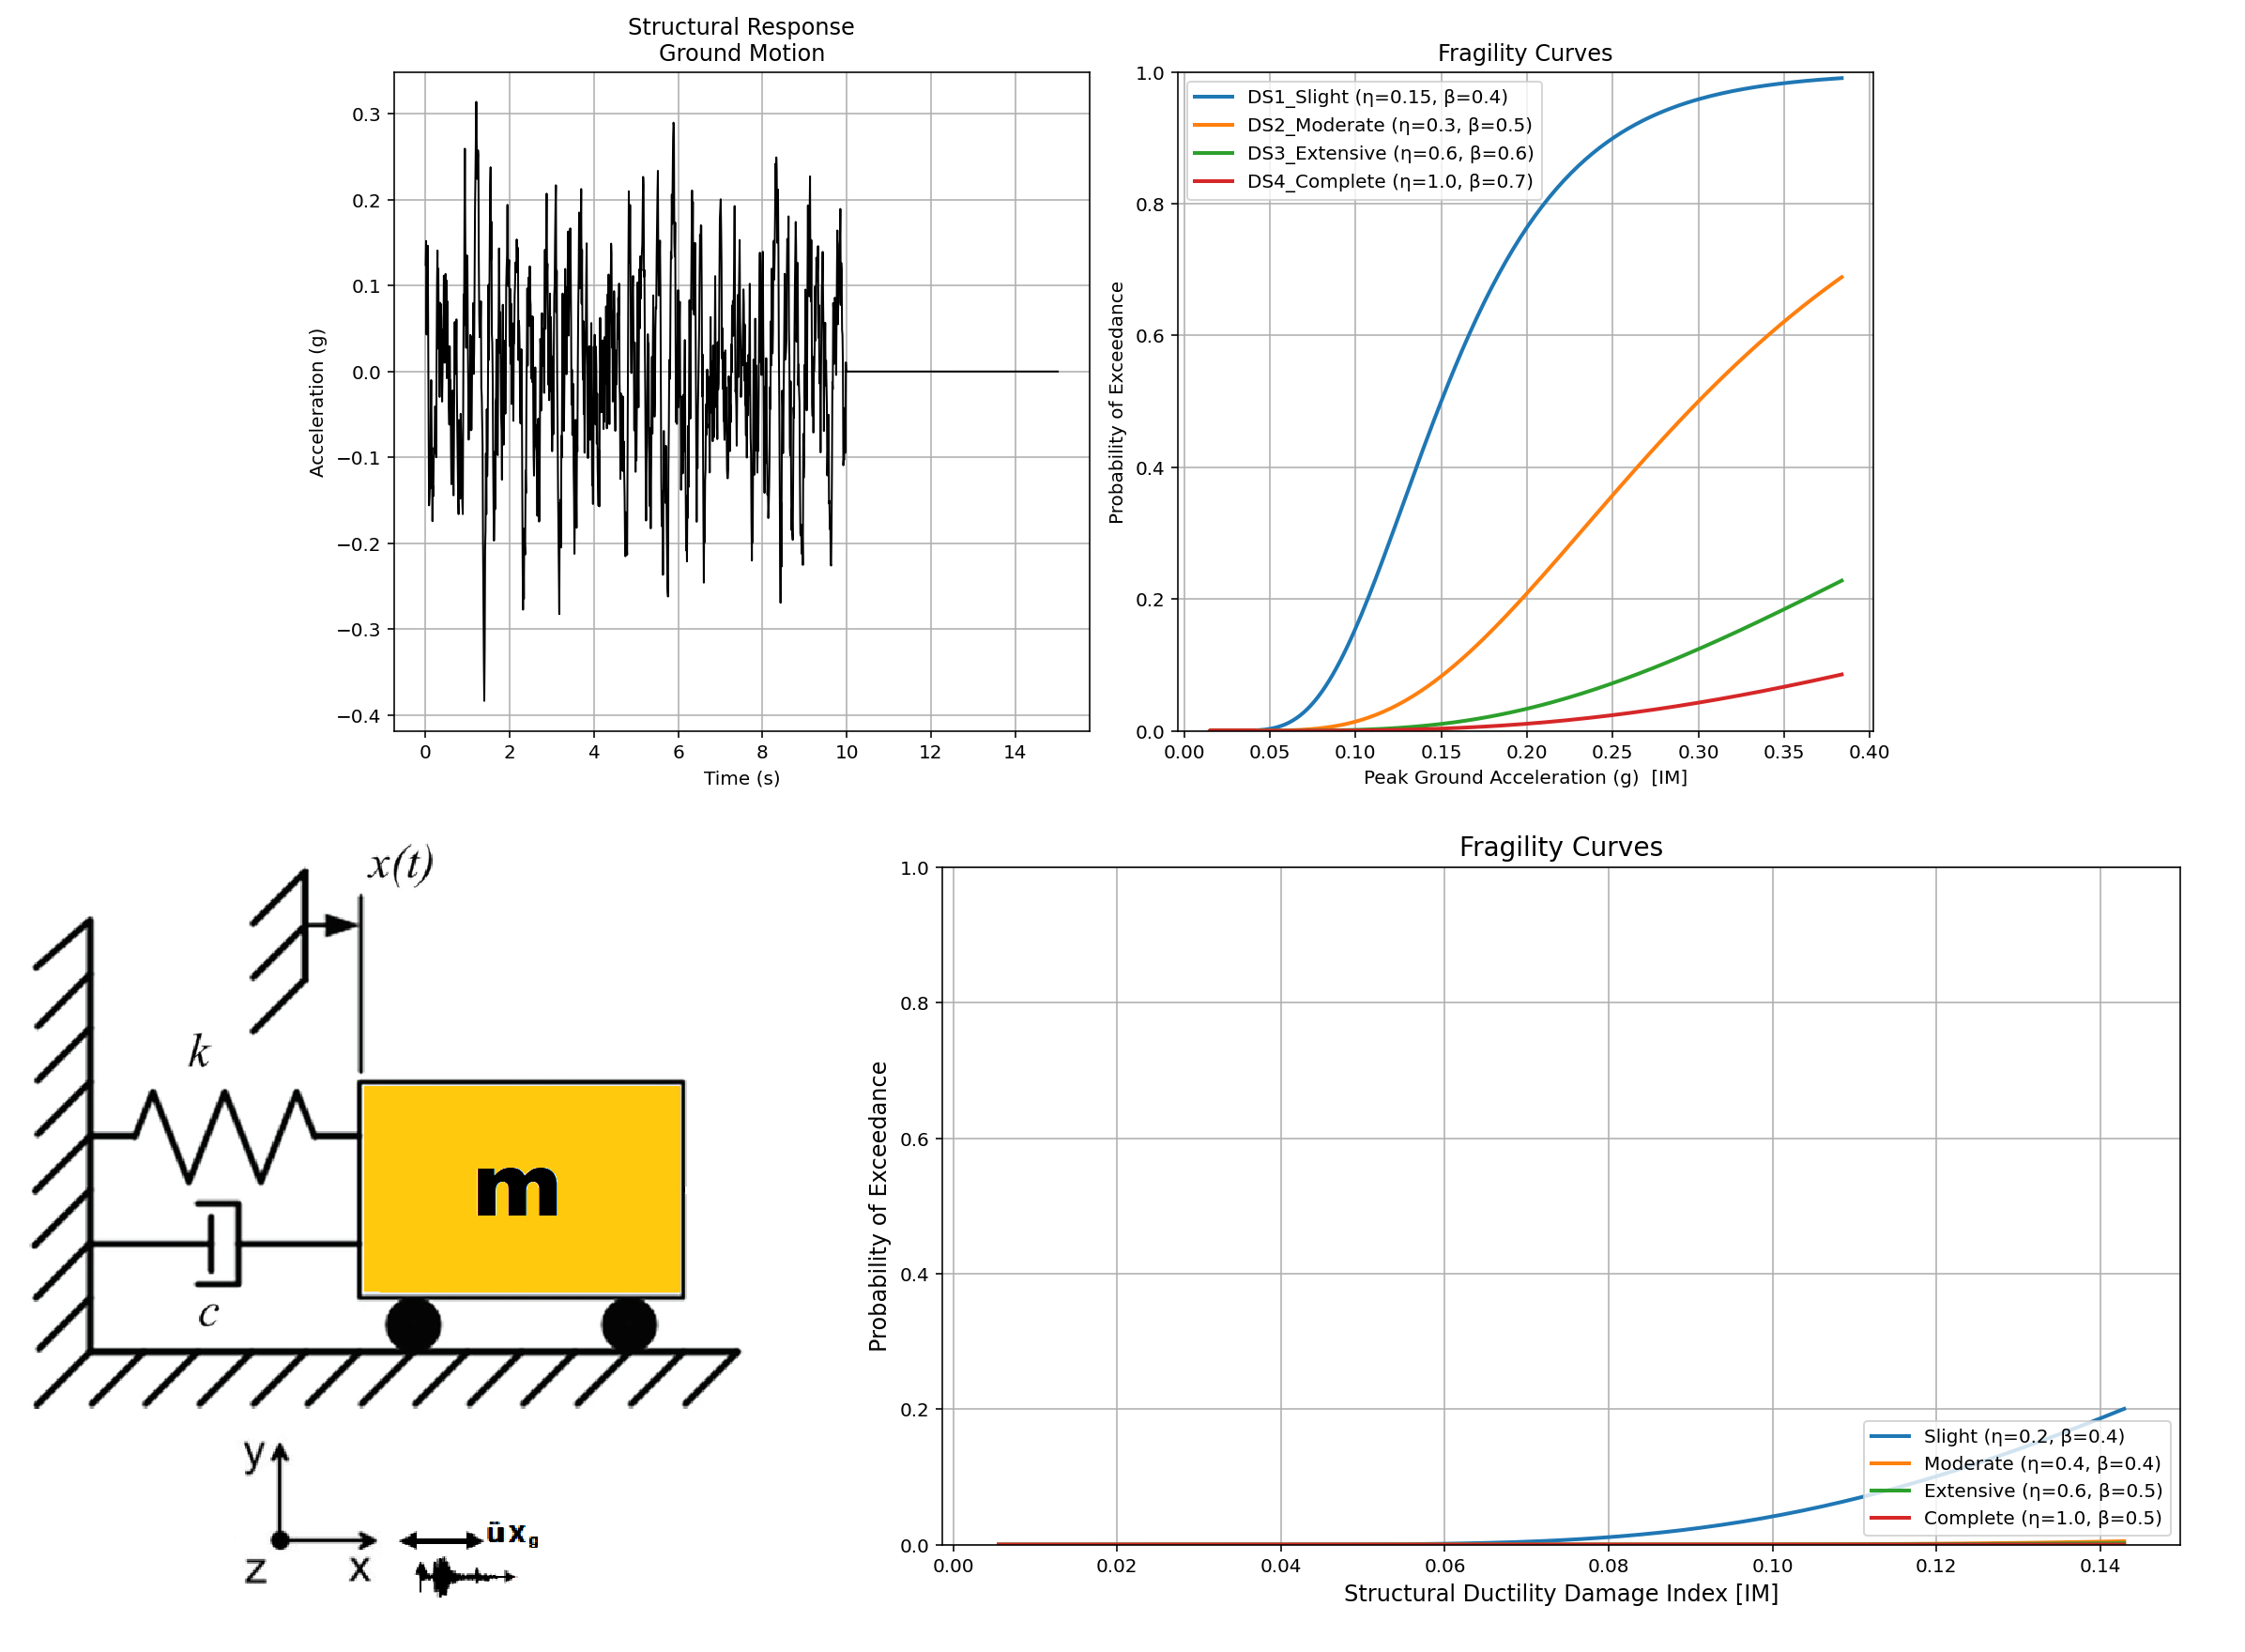 Structural Response
Ground Motion
0.3
0.2
0.1
0.0
−0.1
−0.2
−0.3
−0.4
Acceleration (g)
0 2 4 6 8 10 12 14
Time (s)
Fragility Curves
DS1_Slight (η=0.15, β=0.4)
DS2_Moderate (η=0.3, β=0.5)
DS3_Extensive (η=0.6, β=0.6)
DS4_Complete (η=1.0, β=0.7)
1.0
0.8
0.6
0.4
0.2
0.0
Probability of Exceedance
0.00 0.05 0.10 0.15 0.20 0.25 0.30 0.35 0.40
Peak Ground Acceleration (g)  [IM]
x(t)
k
m
c
y
z
x
ü x g
Fragility Curves
1.0
0.8
0.6
0.4
0.2
0.0
Probability of Exceedance
Slight (η=0.2, β=0.4)
Moderate (η=0.4, β=0.4)
Extensive (η=0.6, β=0.5)
Complete (η=1.0, β=0.5)
0.00 0.02 0.04 0.06 0.08 0.10 0.12 0.14
Structural Ductility Damage Index [IM]